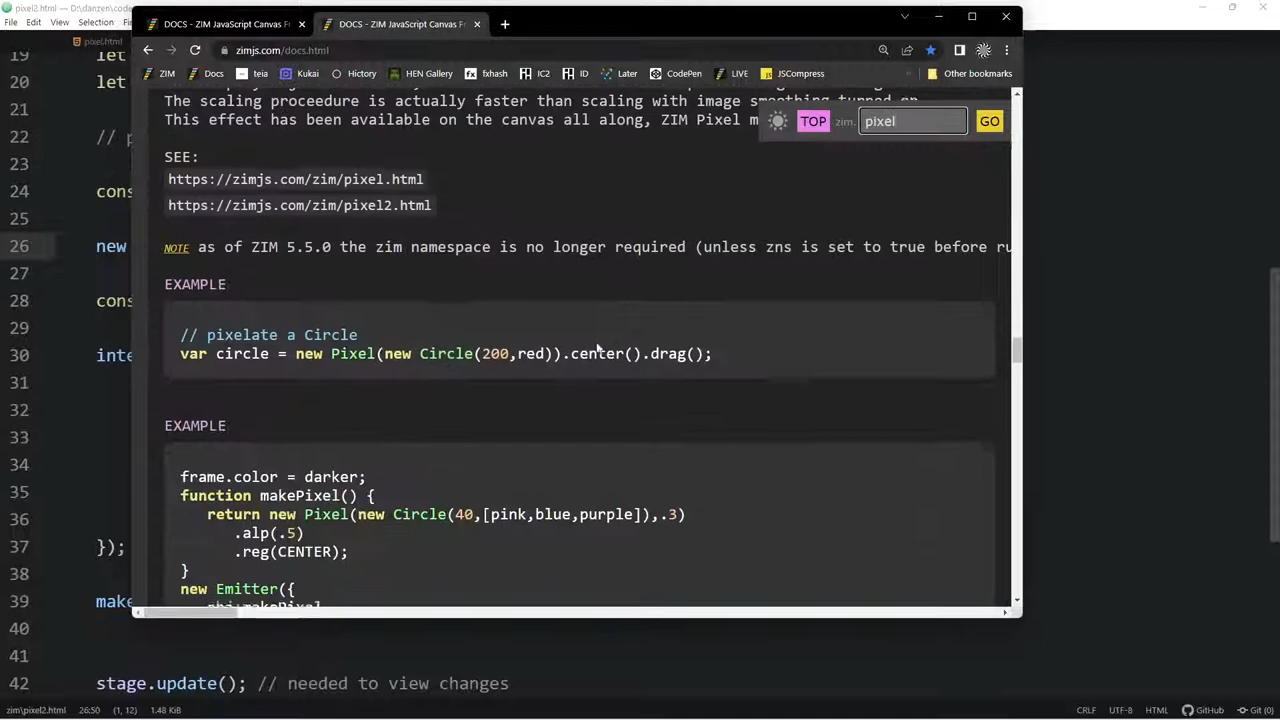 pixel2.html — D:\danzen\code
File Edit View Selection
pixel.html
DOCS - ZIM JavaScript Canvas Fr
DOCS - ZIM JavaScript Canvas F
zimjs.com/docs.html
ZIM Docs teia Kukai Hictory HEN Gallery fxhash IC2 ID Later CodePen LIVE JSCompress Other bookmarks
TOP zim. pixel GO
The scaling proceedure is actually faster than scaling with image smoothing turned on.
This effect has been available on the canvas all along, ZIM Pixel m
SEE:
https://zimjs.com/zim/pixel.html
https://zimjs.com/zim/pixel2.html
NOTE as of ZIM 5.5.0 the zim namespace is no longer required (unless zns is set to true before ru
EXAMPLE
// pixelate a Circle
var circle = new Pixel(new Circle(200,red)).center().drag();
EXAMPLE
frame.color = darker;
function makePixel() {
return new Pixel(new Circle(40,[pink,blue,purple]),.3)
.alp(.5)
.reg(CENTER);
}
new Emitter({
obj:makePixel
19 let
20 let
21
22 // p
23
24 cons
25
26 new
27
28 cons
29
30 inte
31
32
33
34
35
36
37 });
38
39 make
40
41
42 stage.update(); // needed to view changes
zim\pixel2.html 26:50 (1, 12) 1.48 KiB CRLF UTF-8 HTML GitHub Git (0)